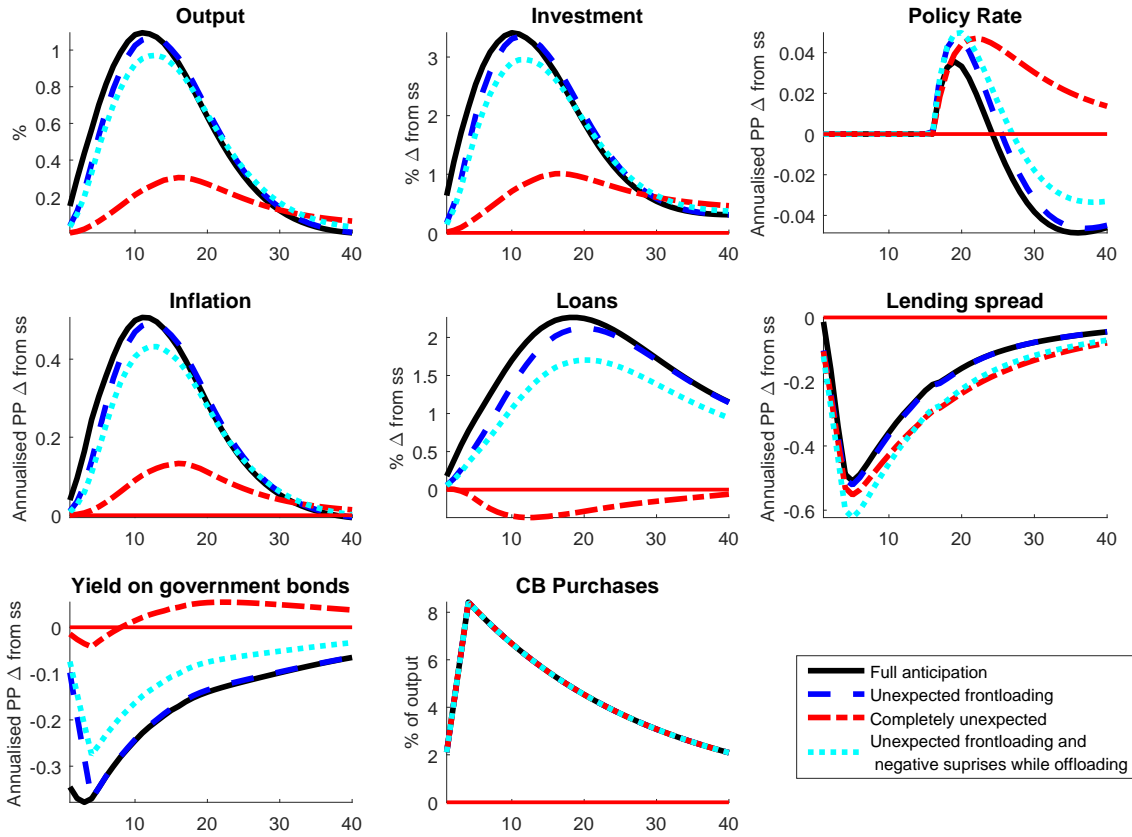 Output
Investment
Policy Rate
%
1
0.8
0.6
0.4
0.2
10 20 30 40
% Δ from ss
3
2
1
0
10 20 30 40
Annualised PP Δ from ss
0.04
0.02
0
-0.02
-0.04
10 20 30 40
Inflation
Loans
Lending spread
Annualised PP Δ from ss
0.4
0.2
0
10 20 30 40
% Δ from ss
2
1.5
1
0.5
0
10 20 30 40
Annualised PP Δ from ss
0
-0.2
-0.4
-0.6
10 20 30 40
Yield on government bonds
CB Purchases
Annualised PP Δ from ss
0
-0.1
-0.2
-0.3
10 20 30 40
% of output
8
6
4
2
0
10 20 30 40
Full anticipation
Unexpected frontloading
Completely unexpected
Unexpected frontloading and
negative suprises while offloading